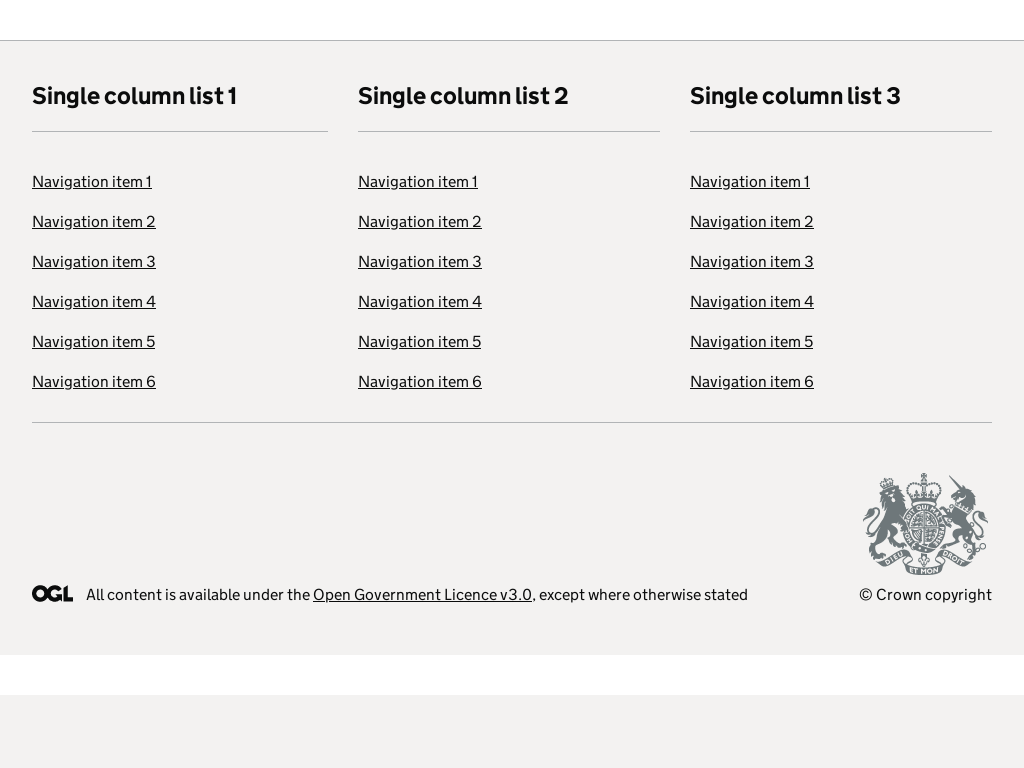 Single column list 1
Navigation item 1
Navigation item 2
Navigation item 3
Navigation item 4
Navigation item 5
Navigation item 6
Single column list 2
Navigation item 1
Navigation item 2
Navigation item 3
Navigation item 4
Navigation item 5
Navigation item 6
Single column list 3
Navigation item 1
Navigation item 2
Navigation item 3
Navigation item 4
Navigation item 5
Navigation item 6
DIEU ET MON DROIT
OGL All content is available under the Open Government Licence v3.0, except where otherwise stated
© Crown copyright